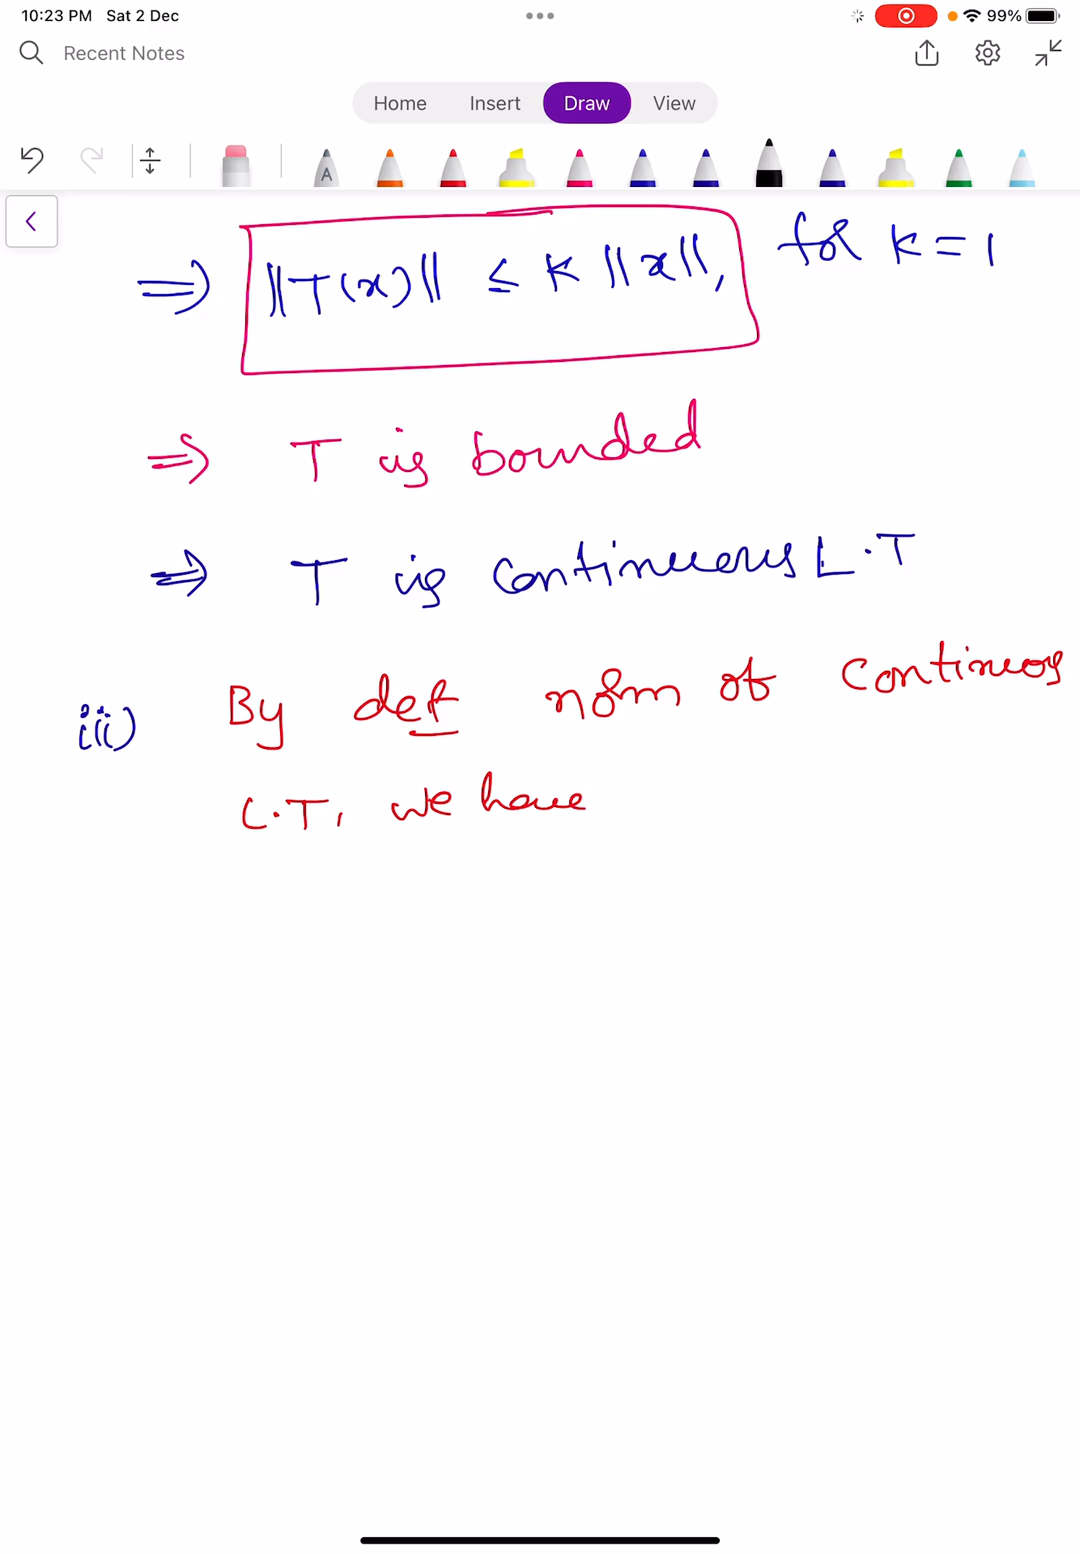 10:23 PM Sat 2 Dec 99%
Recent Notes
Home Insert Draw View
A
⇒ ||T(x)|| ≤ K ||x||, for K = 1
⇒ T is bounded
⇒ T is continuous L.T
iii) By def norm of continuos
L.T, we have